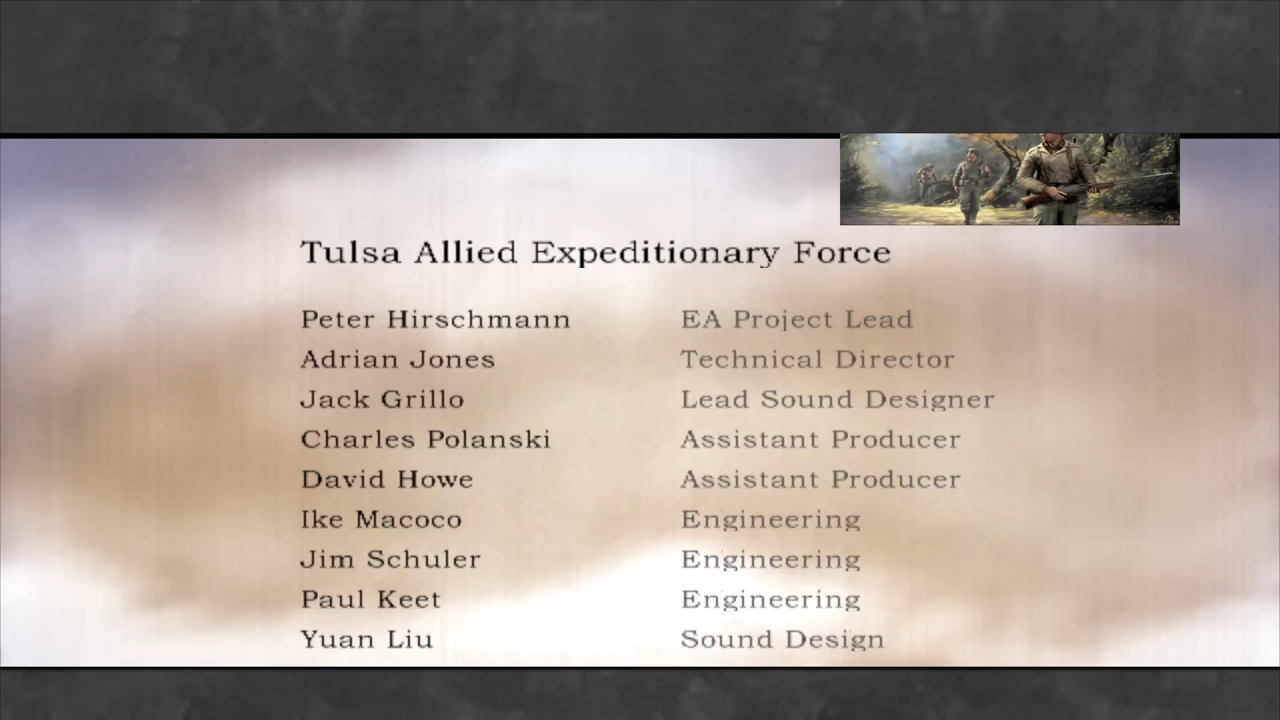 Tulsa Allied Expeditionary Force
Peter Hirschmann EA Project Lead
Adrian Jones Technical Director
Jack Grillo Lead Sound Designer
Charles Polanski Assistant Producer
David Howe Assistant Producer
Ike Macoco Engineering
Jim Schuler Engineering
Paul Keet Engineering
Yuan Liu Sound Design